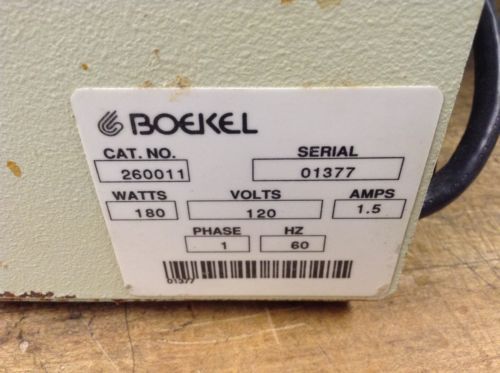 BOEKEL
CAT. NO. SERIAL
260011 01377
WATTS VOLTS AMPS
180 120 1.5
PHASE HZ
1 60
01377